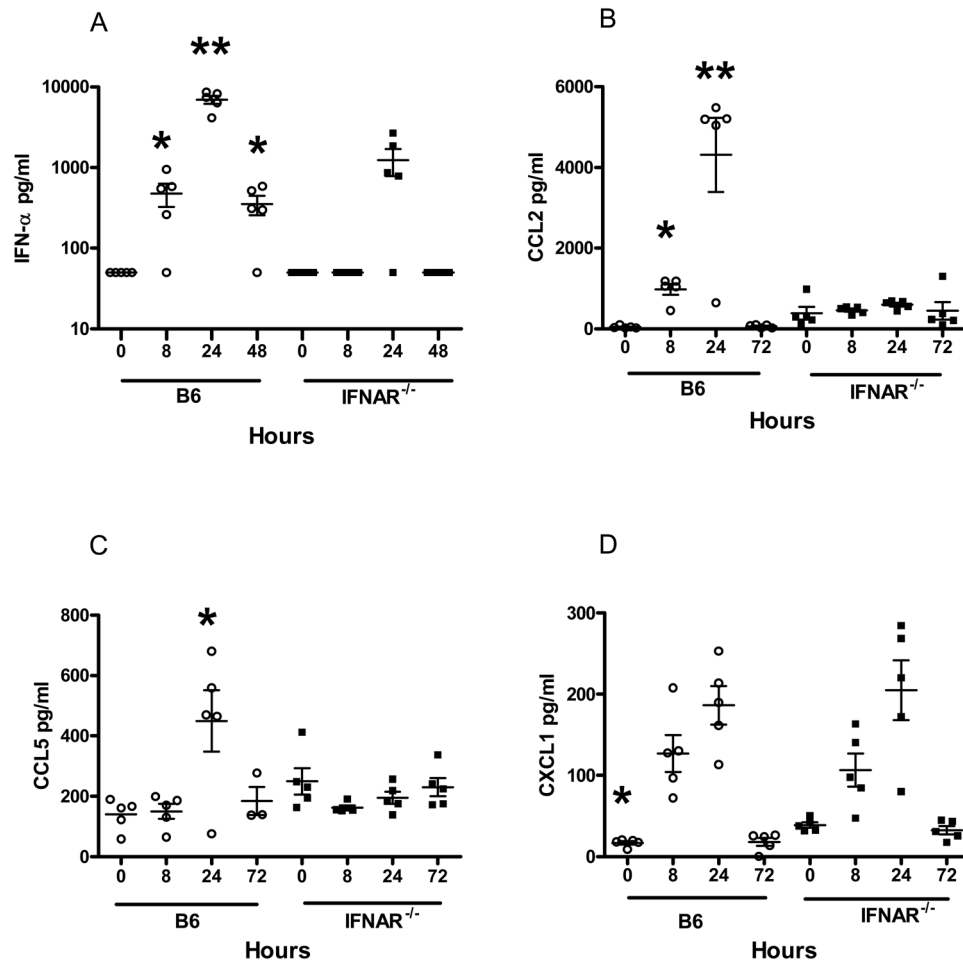 A
**
*
*
10000
1000
100
10
IFN-α pg/ml
0 8 24 48 0 8 24 48
B6 IFNAR-/-
Hours
B
**
*
6000
4000
2000
0
CCL2 pg/ml
0 8 24 72 0 8 24 72
B6 IFNAR-/-
Hours
C
*
800
600
400
200
0
CCL5 pg/ml
0 8 24 72 0 8 24 72
B6 IFNAR-/-
Hours
D
*
300
200
100
0
CXCL1 pg/ml
0 8 24 72 0 8 24 72
B6 IFNAR-/-
Hours